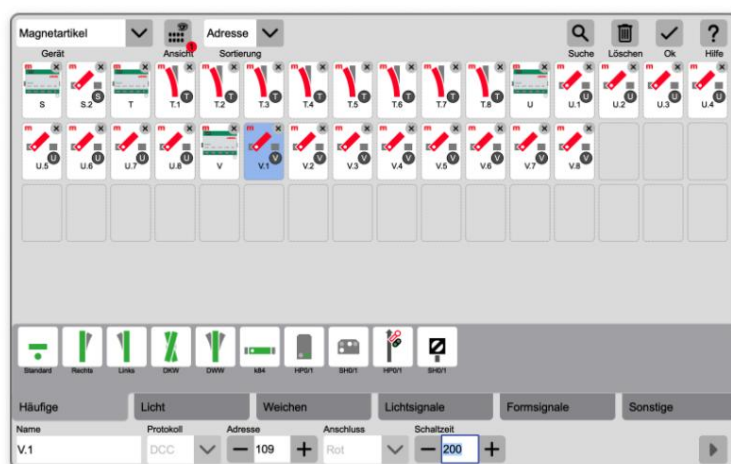 Magnetartikel Adresse
Gerät Ansicht Sortierung Suche Löschen Ok Hilfe
S S.2 T T.1 T.2 T.3 T.4 T.5 T.6 T.7 T.8 U U.1 U.2 U.3 U.4
U.5 U.6 U.7 U.8 V V.1 V.2 V.3 V.4 V.5 V.6 V.7 V.8
Standard Rechts Links DKW DWW k84 HP0/1 SH0/1 HP0/1 SH0/1
Häufige Licht Weichen Lichtsignale Formsignale Sonstige
Name Protokoll Adresse Anschluss Schaltzeit
V.1 DCC 109 Rot 200